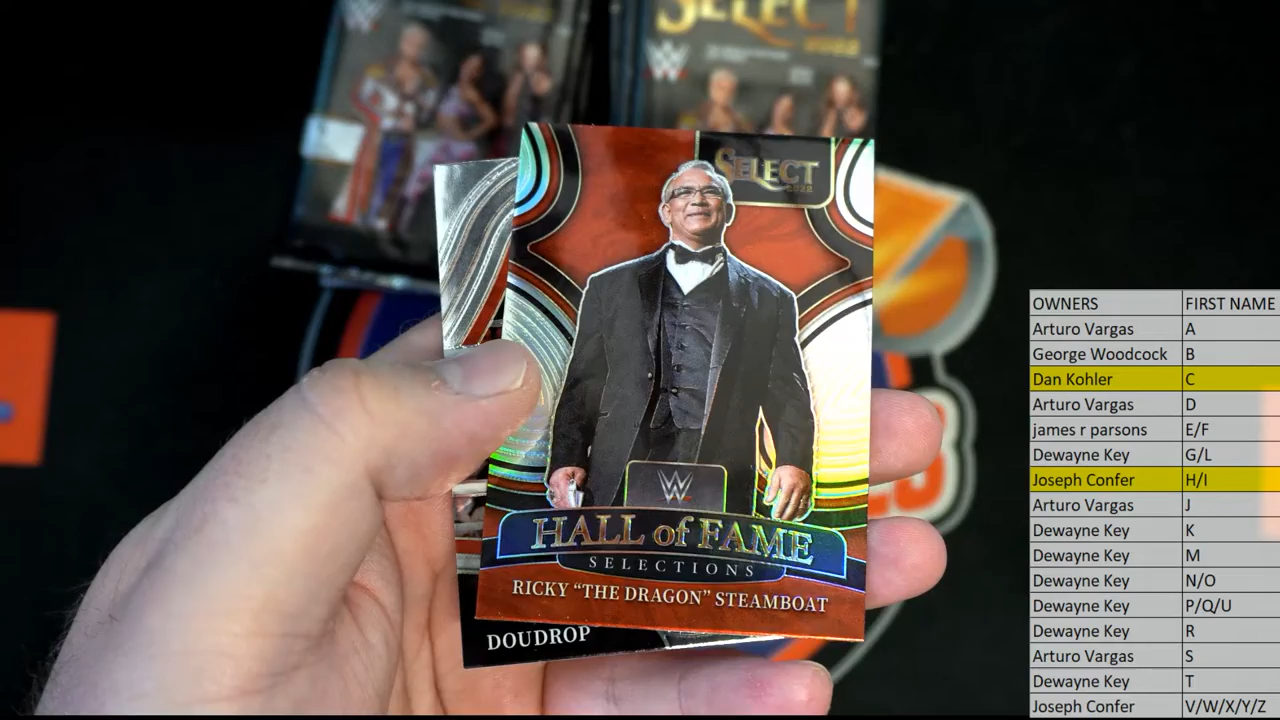 SELECT
2022
SELECT
2022
W
HALL of FAME
SELECTIONS
RICKY “THE DRAGON” STEAMBOAT
DOUDROP
OWNERS FIRST NAME
Arturo Vargas A
George Woodcock B
Dan Kohler C
Arturo Vargas D
james r parsons E/F
Dewayne Key G/L
Joseph Confer H/I
Arturo Vargas J
Dewayne Key K
Dewayne Key M
Dewayne Key N/O
Dewayne Key P/Q/U
Dewayne Key R
Arturo Vargas S
Dewayne Key T
Joseph Confer V/W/X/Y/Z